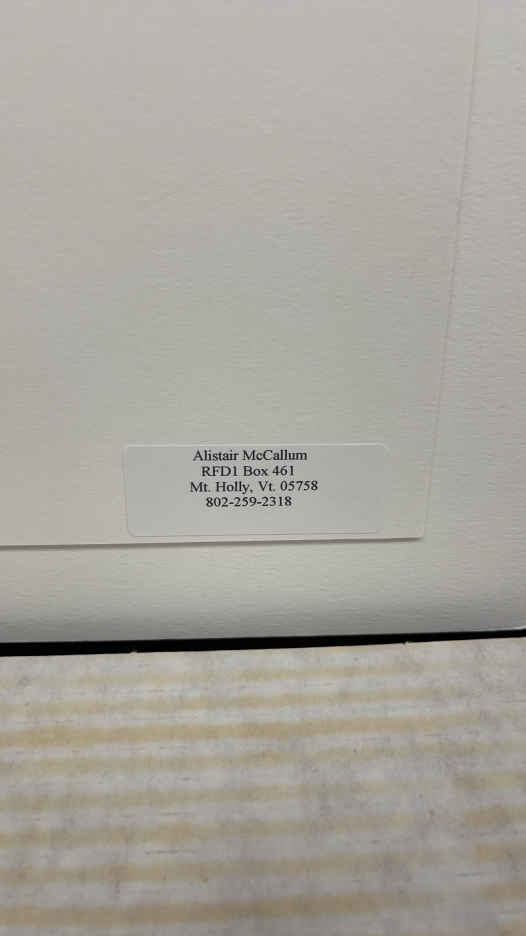 Alistair McCallum
RFD1 Box 461
Mt. Holly, Vt. 05758
802-259-2318